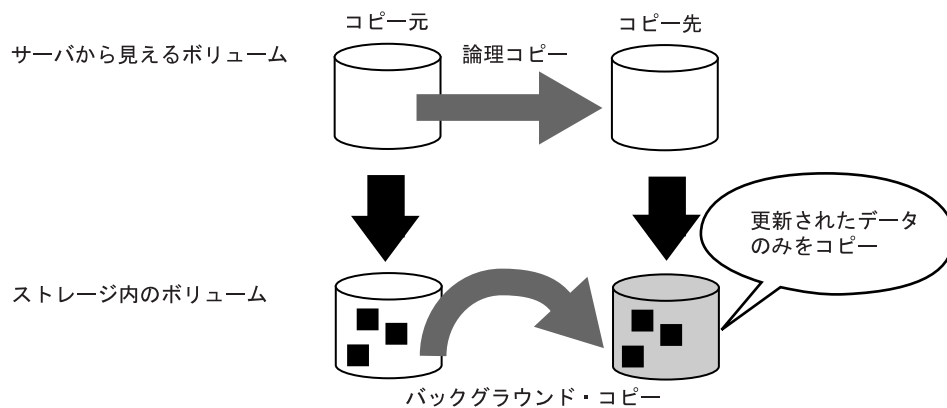 コピー元
コピー先
サーバから見えるボリューム
論理コピー
更新されたデータ
のみをコピー
ストレージ内のボリューム
バックグラウンド・コピー